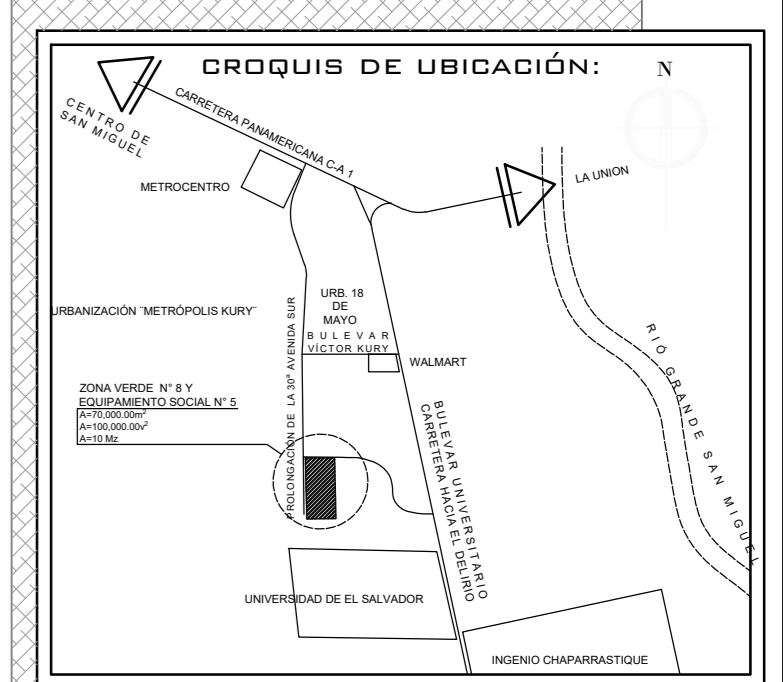 CROQUIS DE UBICACIÓN:
N
CENTRO DE
SAN MIGUEL
CARRETERA PANAMERICANA C-A 1
METROCENTRO
LA UNION
URBANIZACIÓN ¨METRÓPOLIS KURY¨
URB. 18
DE
MAYO
BULEVAR
VÍCTOR KURY
WALMART
PROLONGACIÓN DE LA 30ª AVENIDA SUR
RIÓ GRANDE SAN MIGUEL
ZONA VERDE N° 8 Y
EQUIPAMIENTO SOCIAL N° 5
A=70,000.00m²
A=100,000.00v²
A=10 Mz
BULEVAR UNIVERSITARIO
CARRETERA HACIA EL DELIRIO
UNIVERSIDAD DE EL SALVADOR
INGENIO CHAPARRASTIQUE